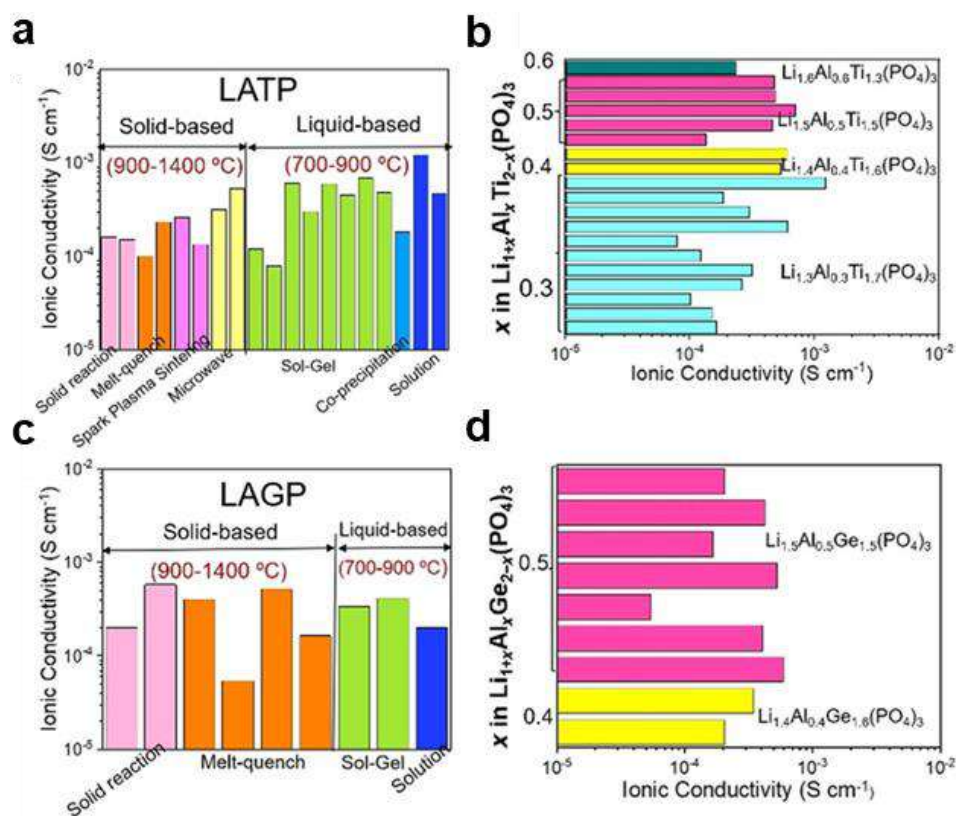 a
LATP
Solid-based
Liquid-based
(900-1400 ºC)
(700-900 ºC)
Ionic Conuductivity (S cm⁻¹)
10⁻²
10⁻³
10⁻⁴
10⁻⁵
Solid reaction
Melt-quench
Spark Plasma Sintering
Microwave
Sol-Gel
Co-precipitation
Solution
b
x in Li₁₊ₓAlₓTi₂₋ₓ(PO₄)₃
0.6
0.5
0.4
0.3
Li₁.₆Al₀.₆Ti₁.₃(PO₄)₃
Li₁.₅Al₀.₅Ti₁.₅(PO₄)₃
Li₁.₄Al₀.₄Ti₁.₆(PO₄)₃
Li₁.₃Al₀.₃Ti₁.₇(PO₄)₃
10⁻⁵ 10⁻⁴ 10⁻³ 10⁻²
Ionic Conductivity (S cm⁻¹)
c
LAGP
Solid-based
Liquid-based
(900-1400 ºC)
(700-900 ºC)
Ionic Conductivity (S cm⁻¹)
10⁻²
10⁻³
10⁻⁴
10⁻⁵
Solid reaction
Melt-quench
Sol-Gel
Solution
d
x in Li₁₊ₓAlₓGe₂₋ₓ(PO₄)₃
0.5
0.4
Li₁.₅Al₀.₅Ge₁.₅(PO₄)₃
Li₁.₄Al₀.₄Ge₁.₆(PO₄)₃
10⁻⁵ 10⁻⁴ 10⁻³ 10⁻²
Ionic Conductivity (S cm⁻¹)